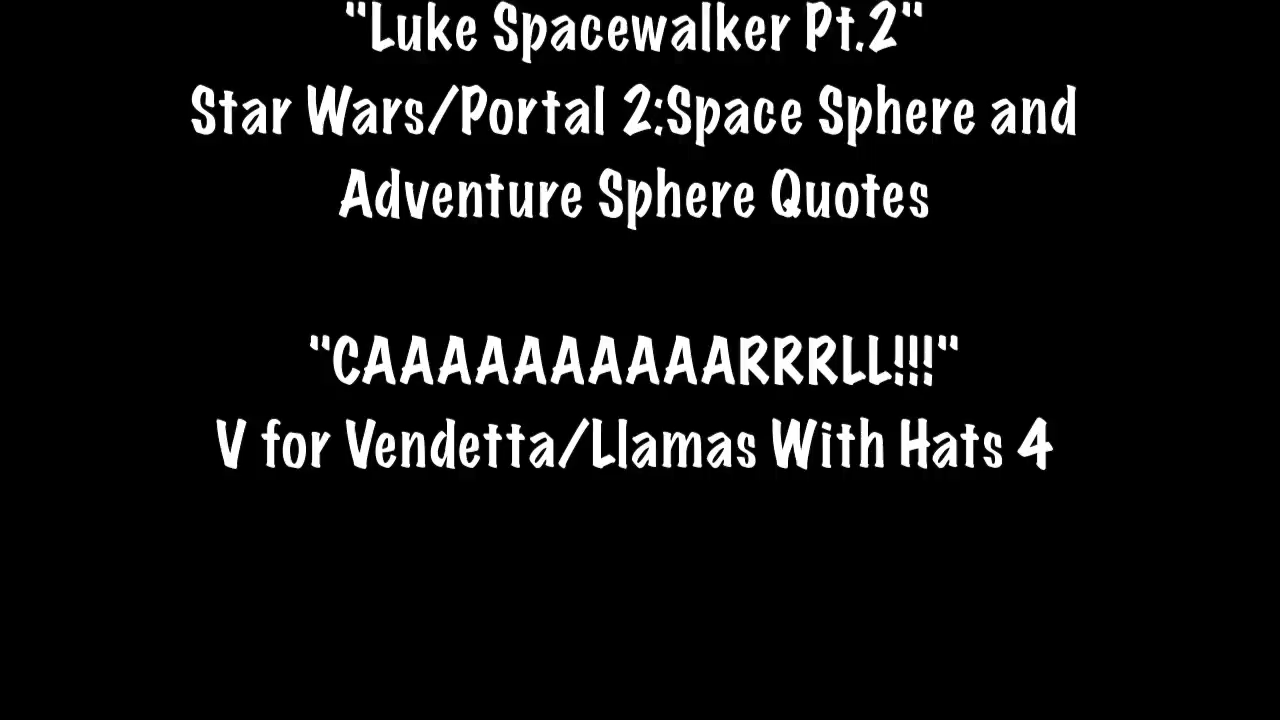 "Luke Spacewalker Pt.2"
Star Wars/Portal 2:Space Sphere and
Adventure Sphere Quotes
"CAAAAAAAAAARRRLL!!!"
V for Vendetta/Llamas With Hats 4